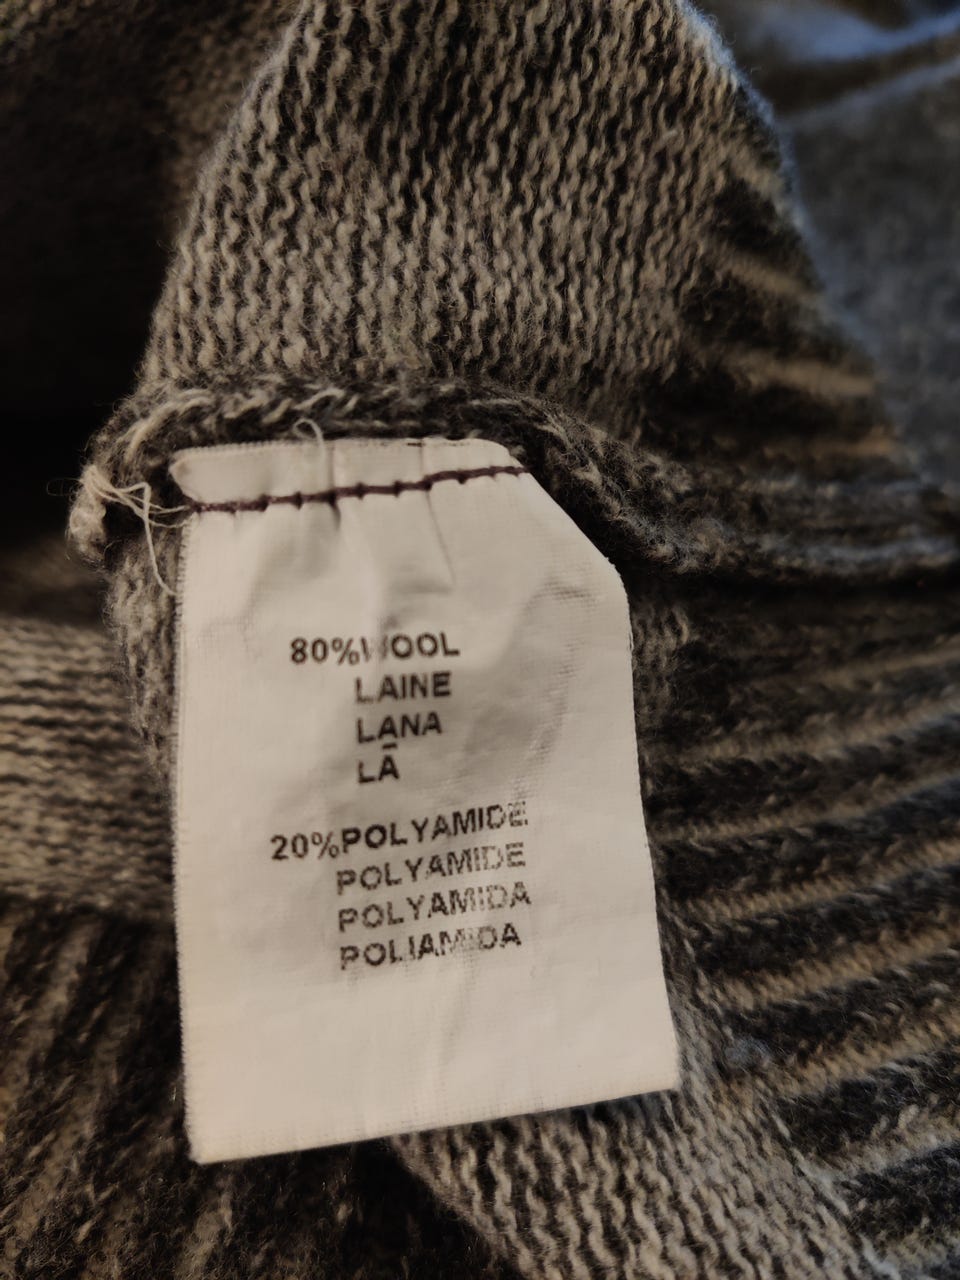 80%WOOL
LAINE
LANA
LÃ
20%POLYAMIDE
POLYAMIDE
POLYAMIDA
POLIAMIDA